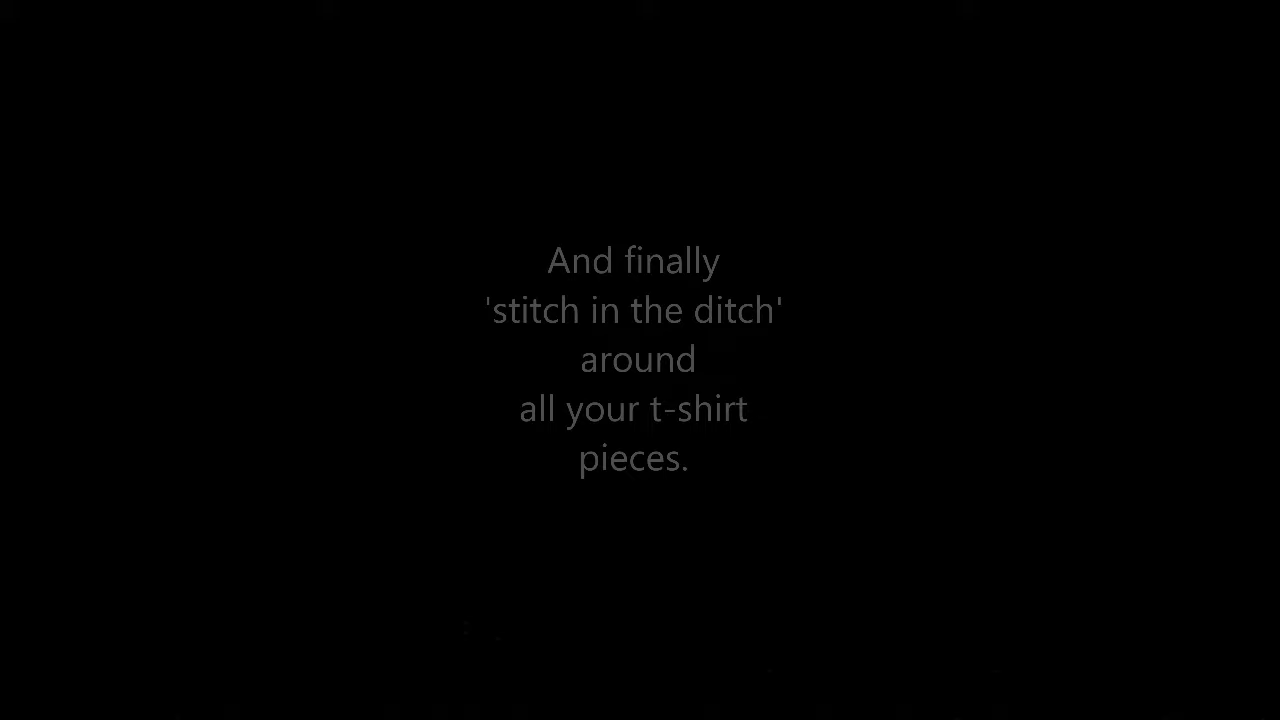 And finally
'stitch in the ditch'
around
all your t-shirt
pieces.